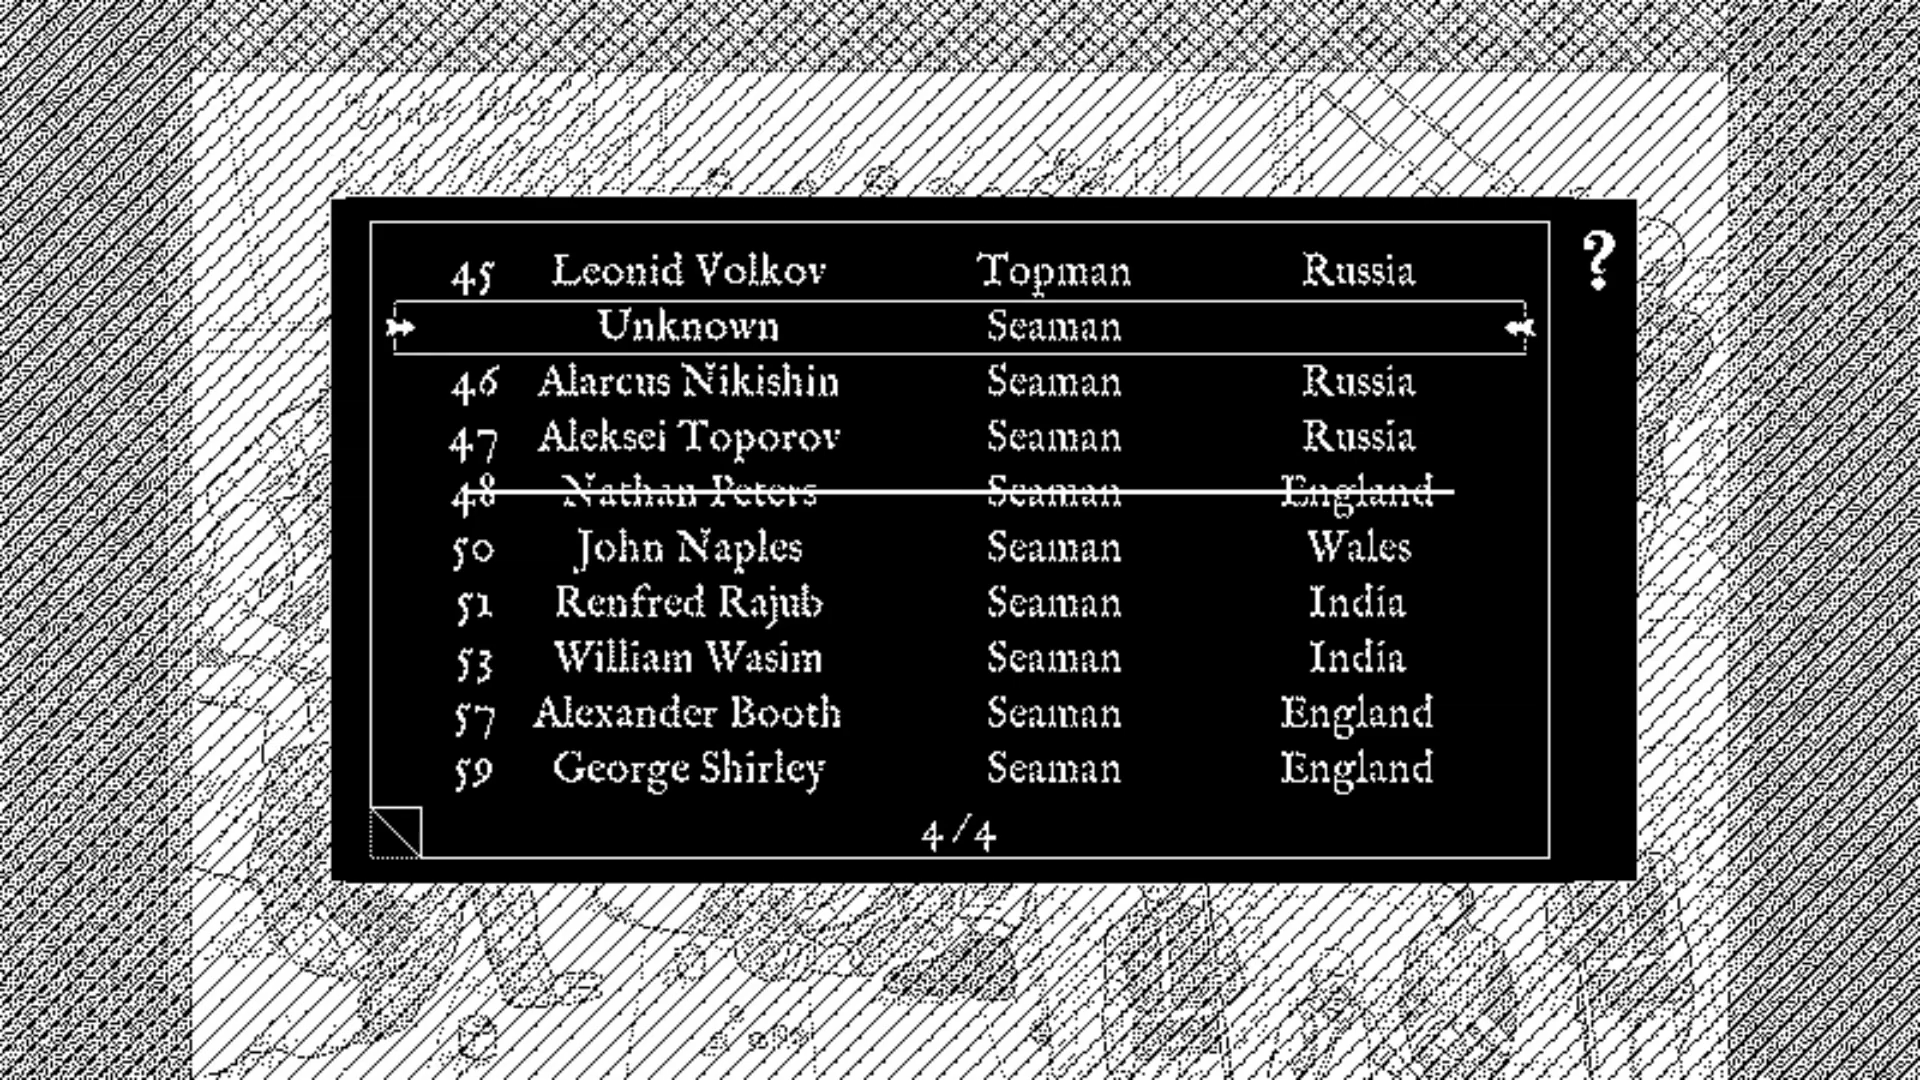 45 Leonid Volkov Topman Russia
?
Unknown Seaman
46 Alarcus Nikishin Seaman Russia
47 Aleksei Toporov Seaman Russia
48 Nathan Peters Seaman England
50 John Naples Seaman Wales
51 Renfred Rajub Seaman India
53 William Wasim Seaman India
57 Alexander Booth Seaman England
59 George Shirley Seaman England
4/4